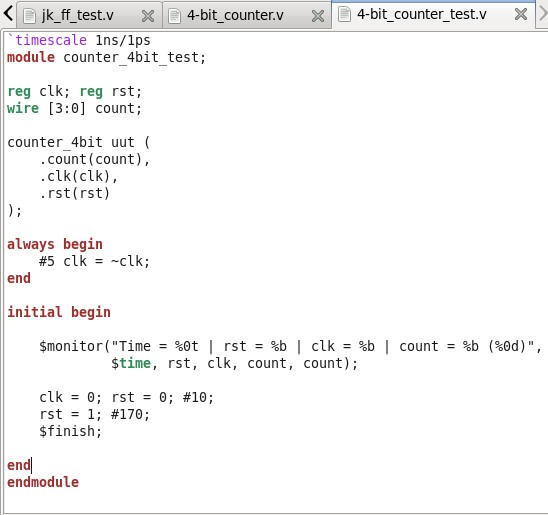 jk_ff_test.v 4-bit_counter.v 4-bit_counter_test.v
`timescale 1ns/1ps
module counter_4bit_test;

reg clk; reg rst;
wire [3:0] count;

counter_4bit uut (
    .count(count),
    .clk(clk),
    .rst(rst)
);

always begin
    #5 clk = ~clk;
end

initial begin

    $monitor("Time = %0t | rst = %b | clk = %b | count = %b (%0d)",
             $time, rst, clk, count, count);

    clk = 0; rst = 0; #10;
    rst = 1; #170;
    $finish;

end
endmodule